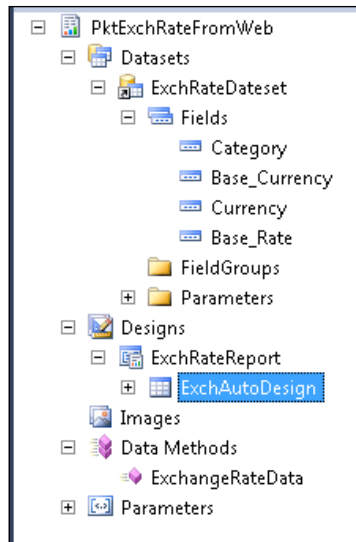 PktExchRateFromWeb
Datasets
ExchRateDateset
Fields
Category
Base_Currency
Currency
Base_Rate
FieldGroups
Parameters
Designs
ExchRateReport
ExchAutoDesign
Images
Data Methods
ExchangeRateData
Parameters